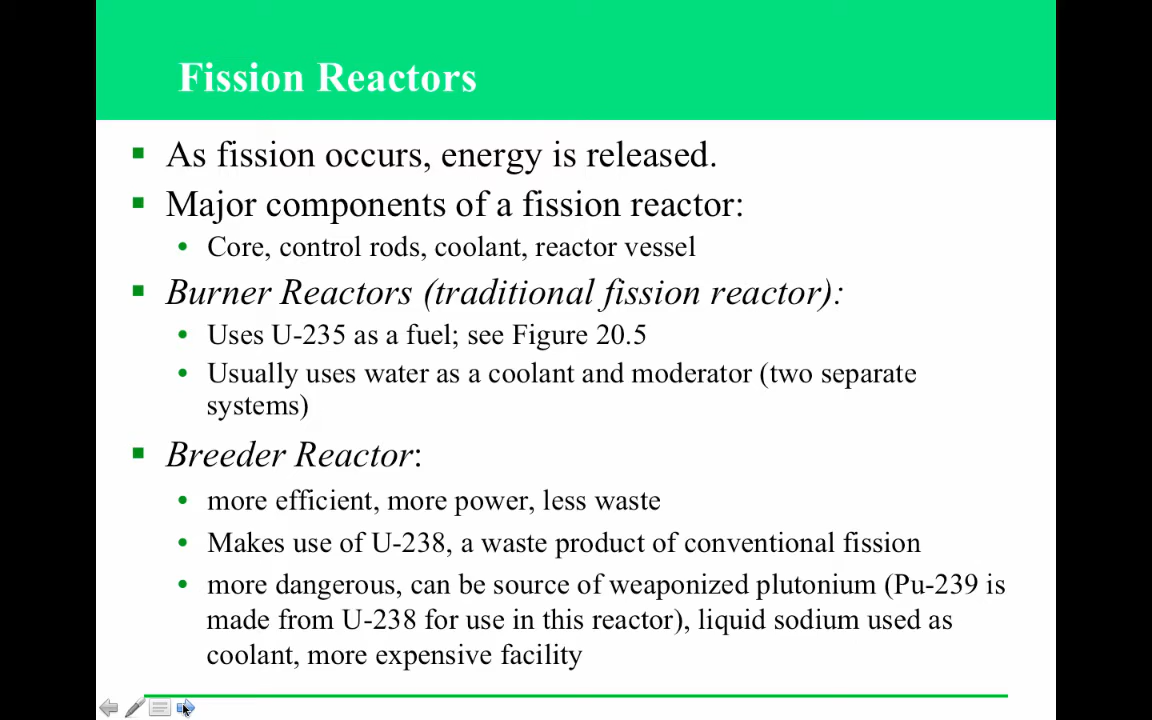 Fission Reactors
As fission occurs, energy is released.
Major components of a fission reactor:
Core, control rods, coolant, reactor vessel
Burner Reactors (traditional fission reactor):
Uses U-235 as a fuel; see Figure 20.5
Usually uses water as a coolant and moderator (two separate
systems)
Breeder Reactor:
more efficient, more power, less waste
Makes use of U-238, a waste product of conventional fission
more dangerous, can be source of weaponized plutonium (Pu-239 is
made from U-238 for use in this reactor), liquid sodium used as
coolant, more expensive facility